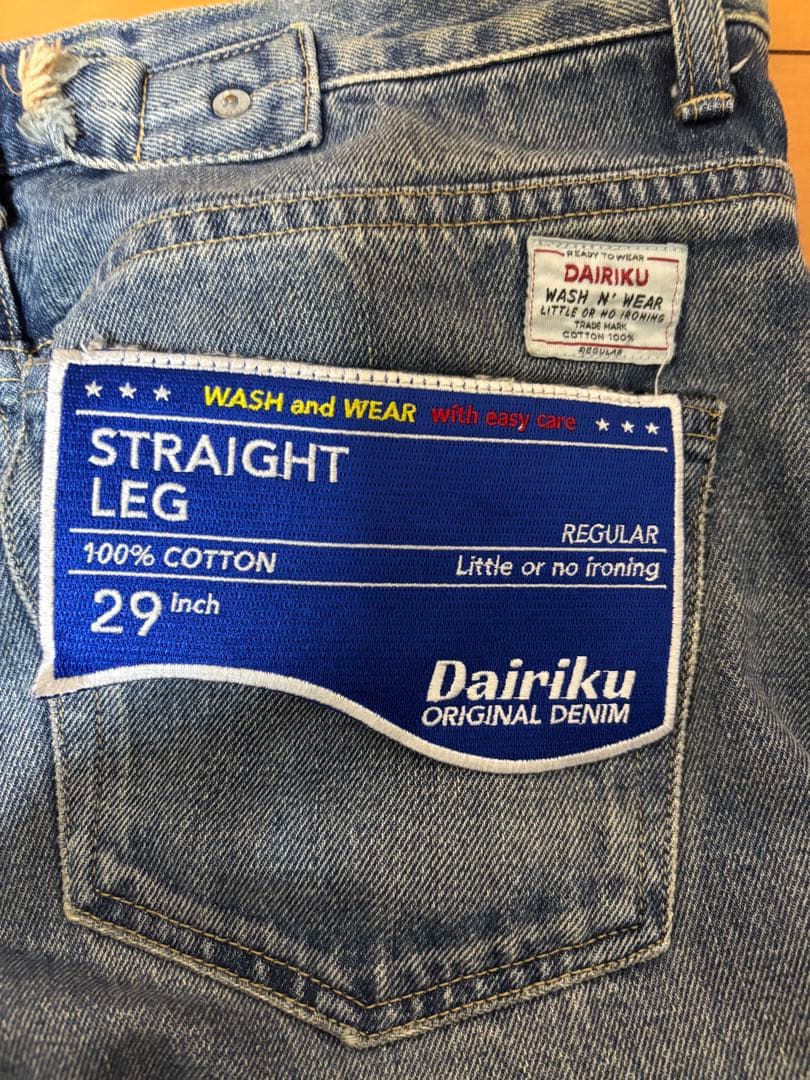 READY TO WEAR
DAIRIKU
WASH N' WEAR
LITTLE OR NO IRONING
TRADE MARK
COTTON 100%
REGULAR
WASH and WEAR with easy care
STRAIGHT
LEG
REGULAR
100% COTTON Little or no ironing
29 Inch
Dairiku
ORIGINAL DENIM